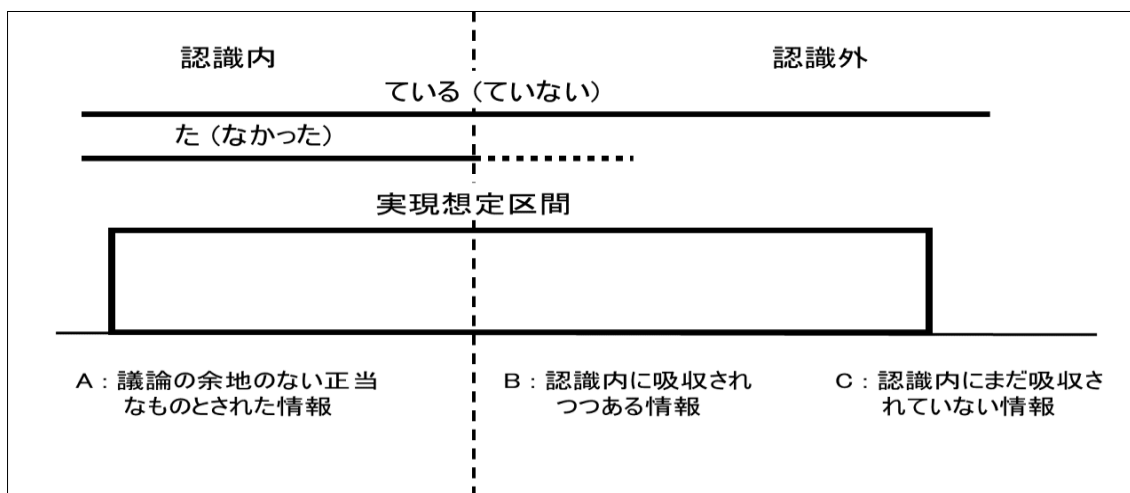 認識内
認識外
ている（ていない）
た（なかった）
実現想定区間
A：議論の余地のない正当
なものとされた情報
B：認識内に吸収され
つつある情報
C：認識内にまだ吸収さ
れていない情報